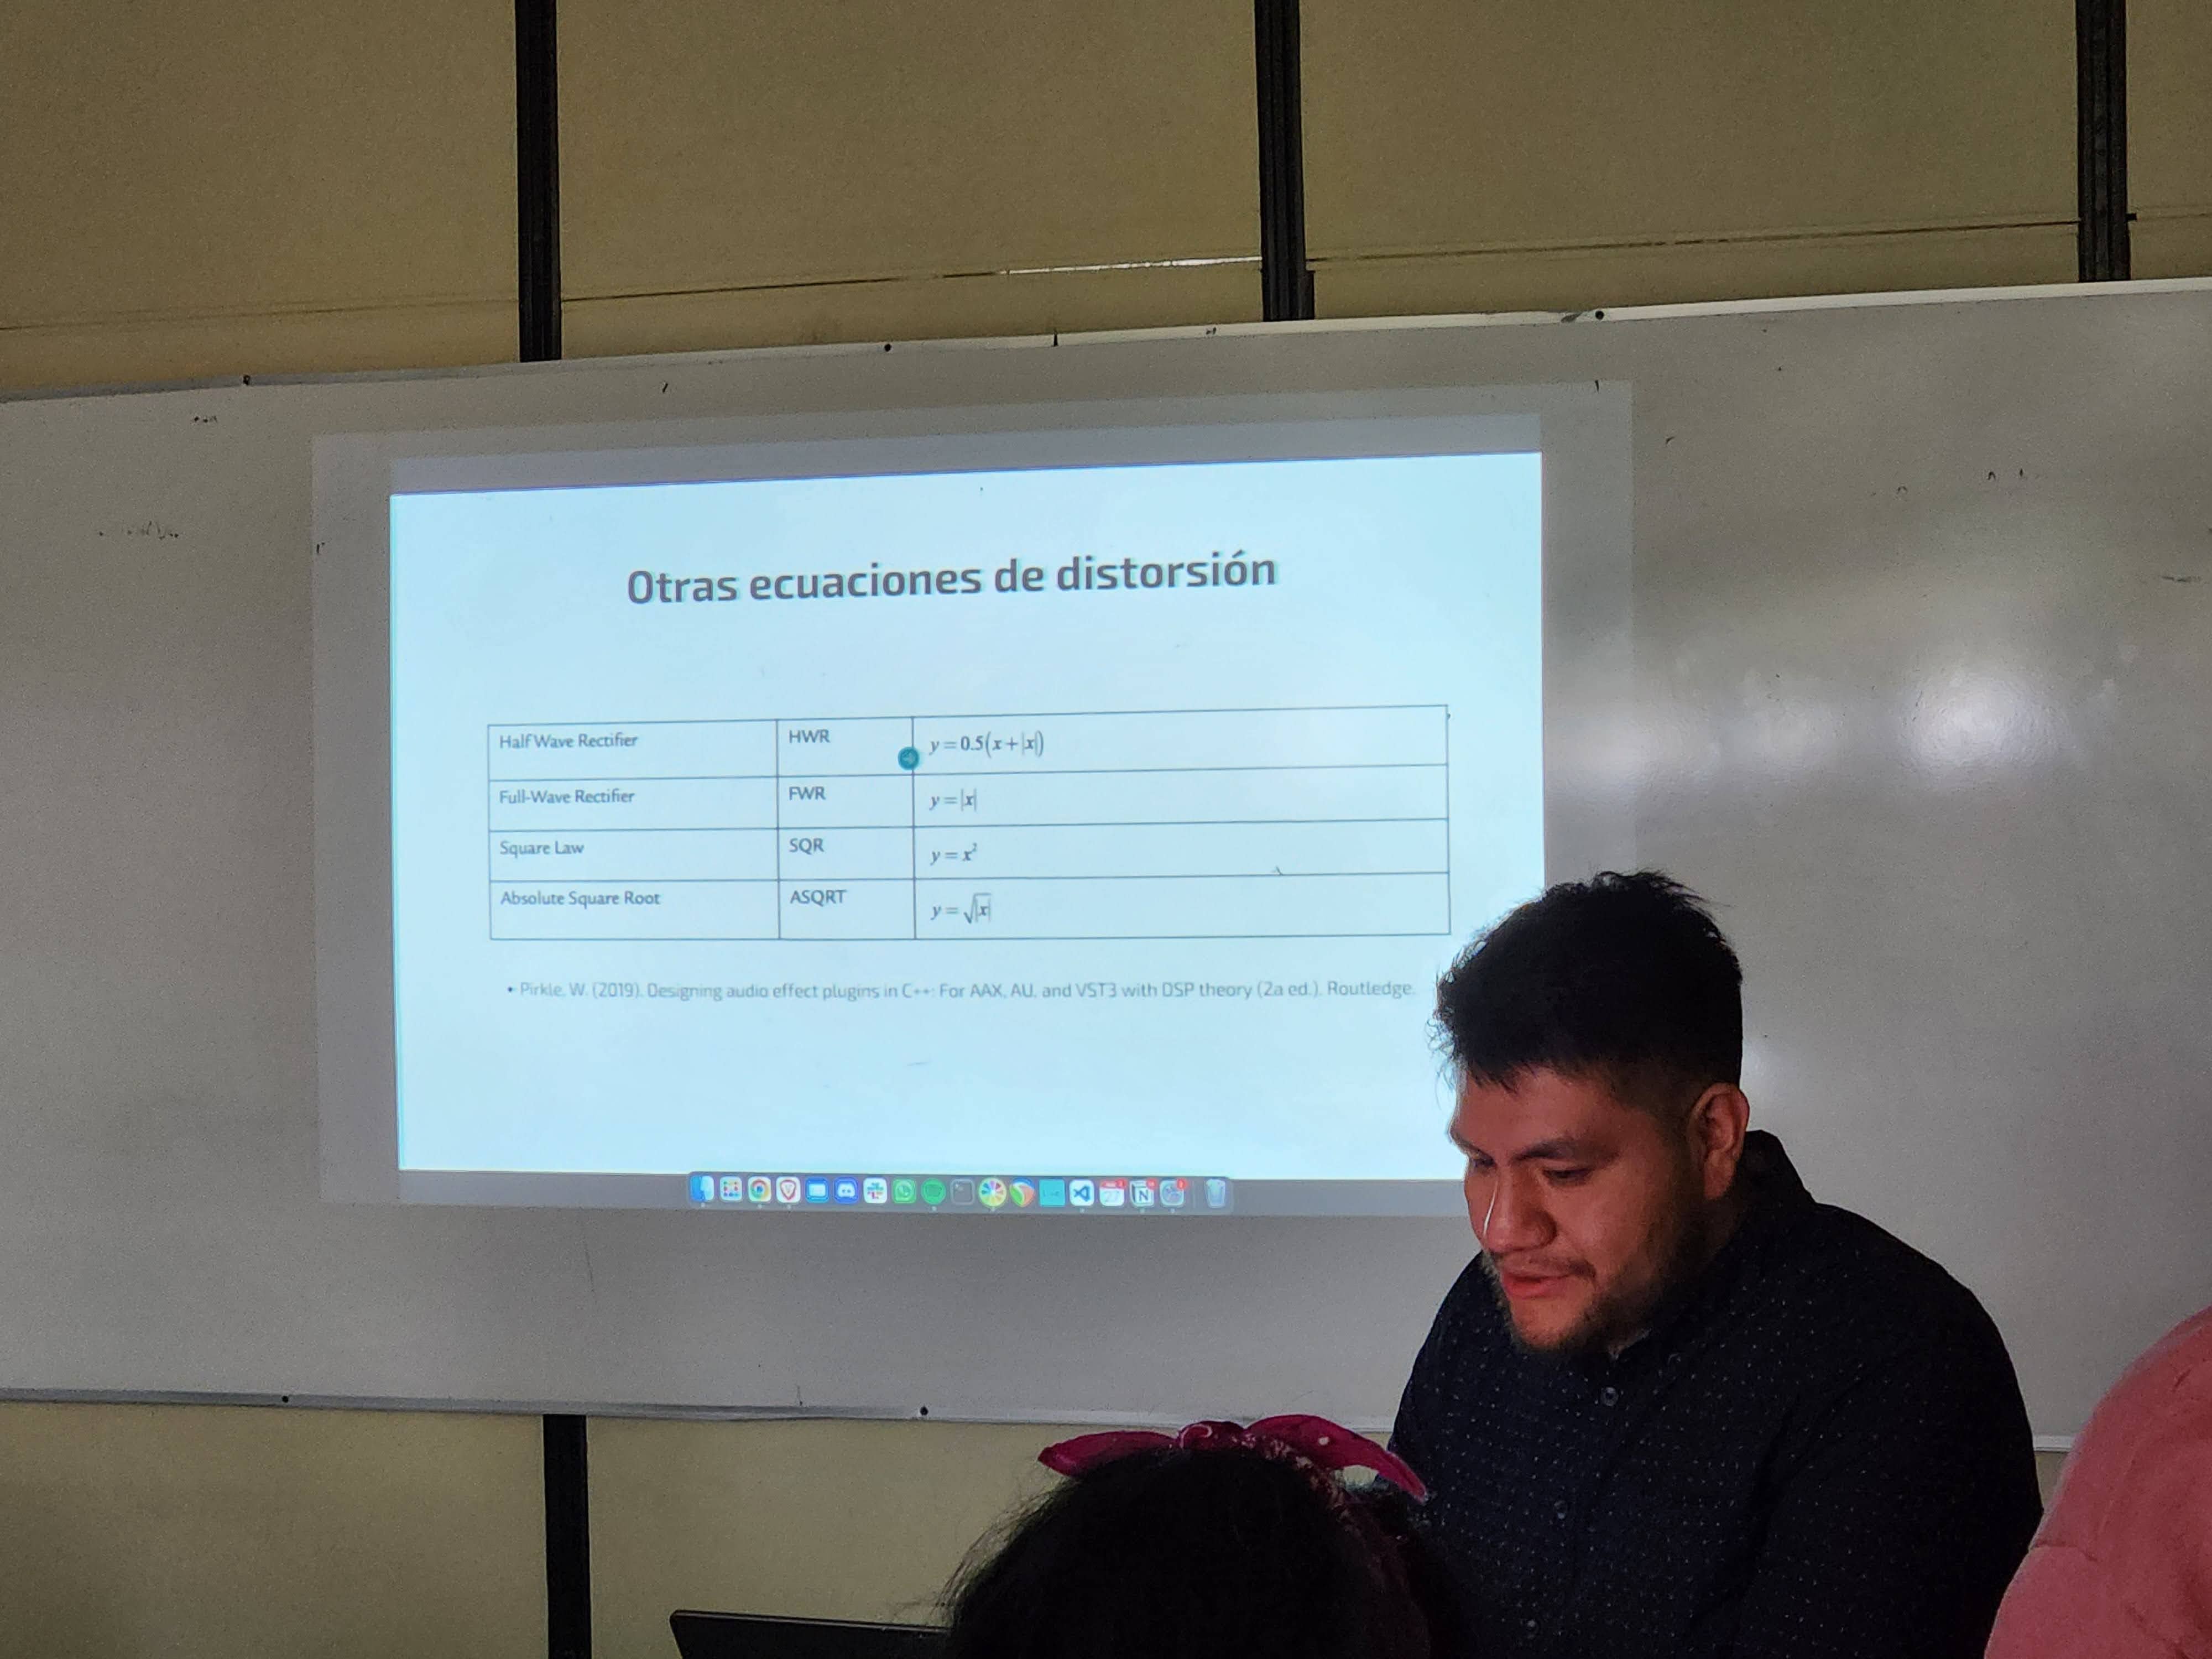 Otras ecuaciones de distorsión
Half Wave Rectifier HWR y = 0.5(x + |x|)
Full-Wave Rectifier FWR y = |x|
Square Law SQR y = x²
Absolute Square Root ASQRT y = √|x|
• Pirkle, W. (2019). Designing audio effect plugins in C++: For AAX, AU, and VST3 with DSP theory (2a ed.). Routledge.